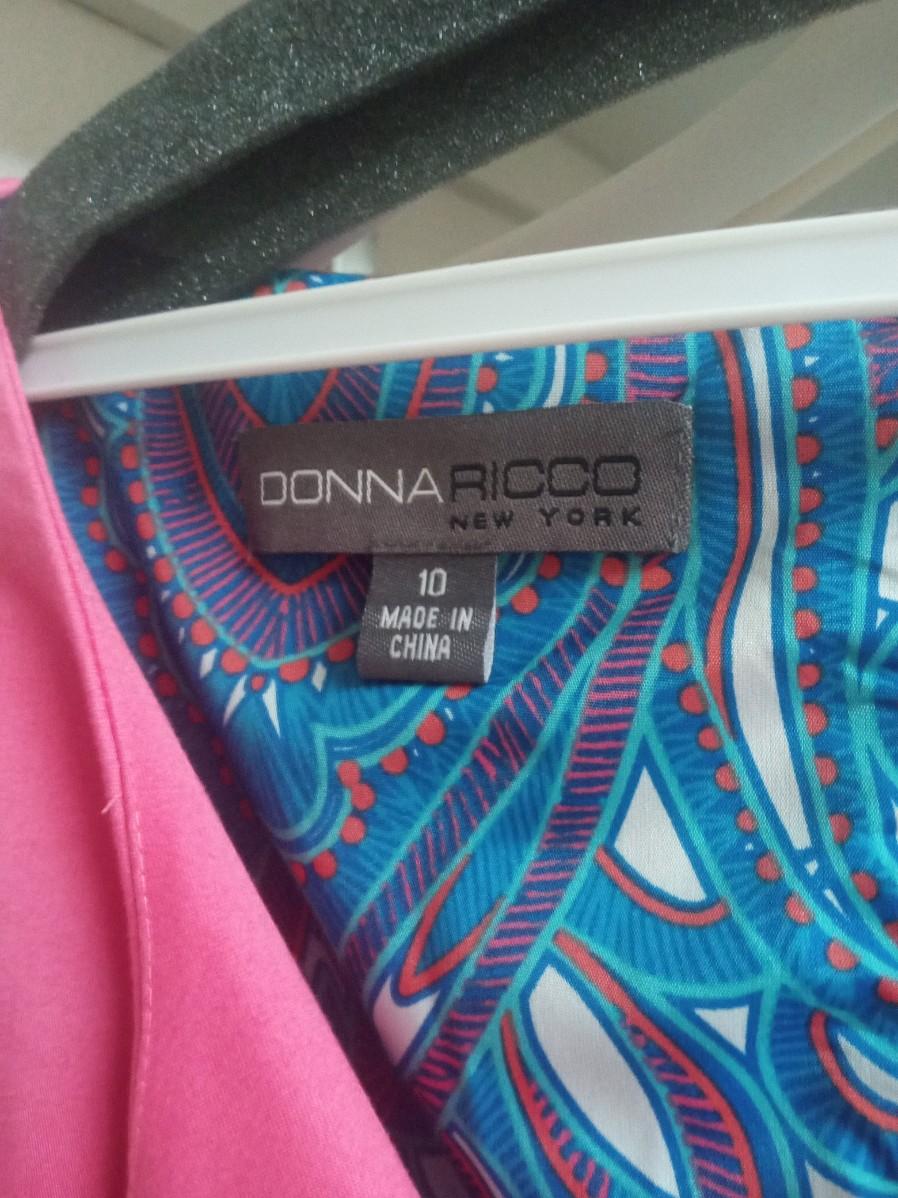 DONNA RICCO
NEW YORK
10
MADE IN
CHINA